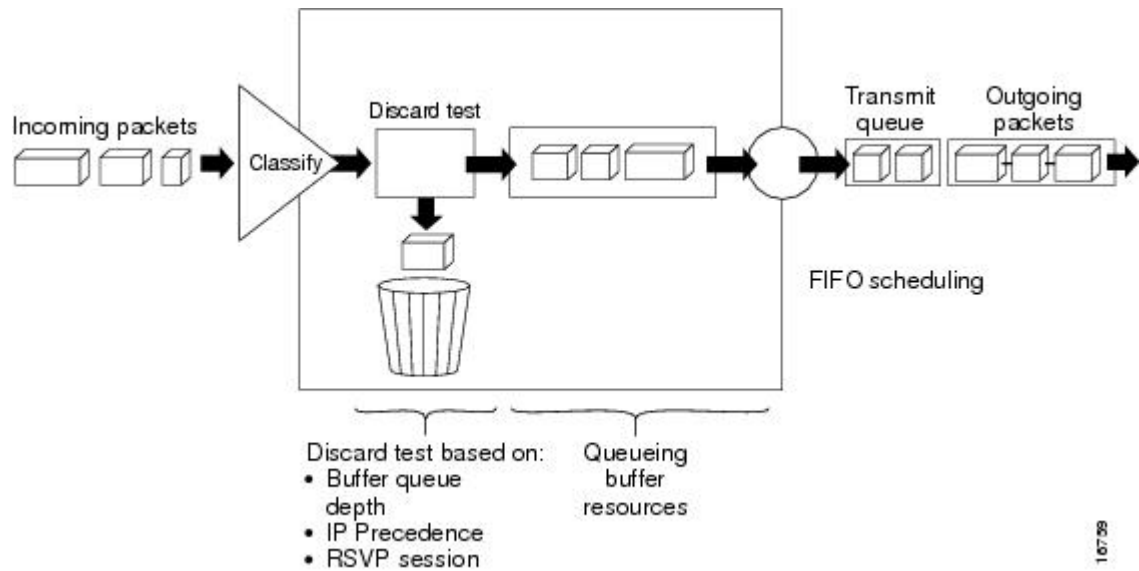 Incoming packets
Classify
Discard test
Transmit
queue
Outgoing
packets
FIFO scheduling
Discard test based on:
• Buffer queue
depth
• IP Precedence
• RSVP session
Queueing
buffer
resources
16759